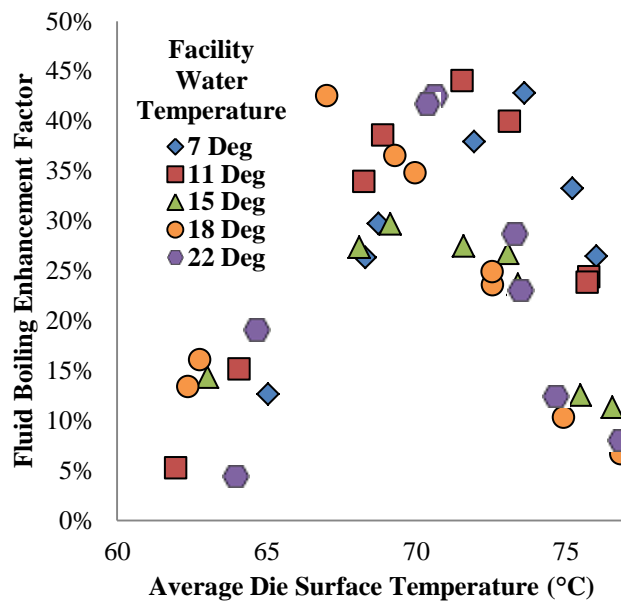 50%
45%
40%
35%
30%
25%
20%
15%
10%
5%
0%
Fluid Boiling Enhancement Factor
Facility
Water
Temperature
7 Deg
11 Deg
15 Deg
18 Deg
22 Deg
60 65 70 75
Average Die Surface Temperature (°C)